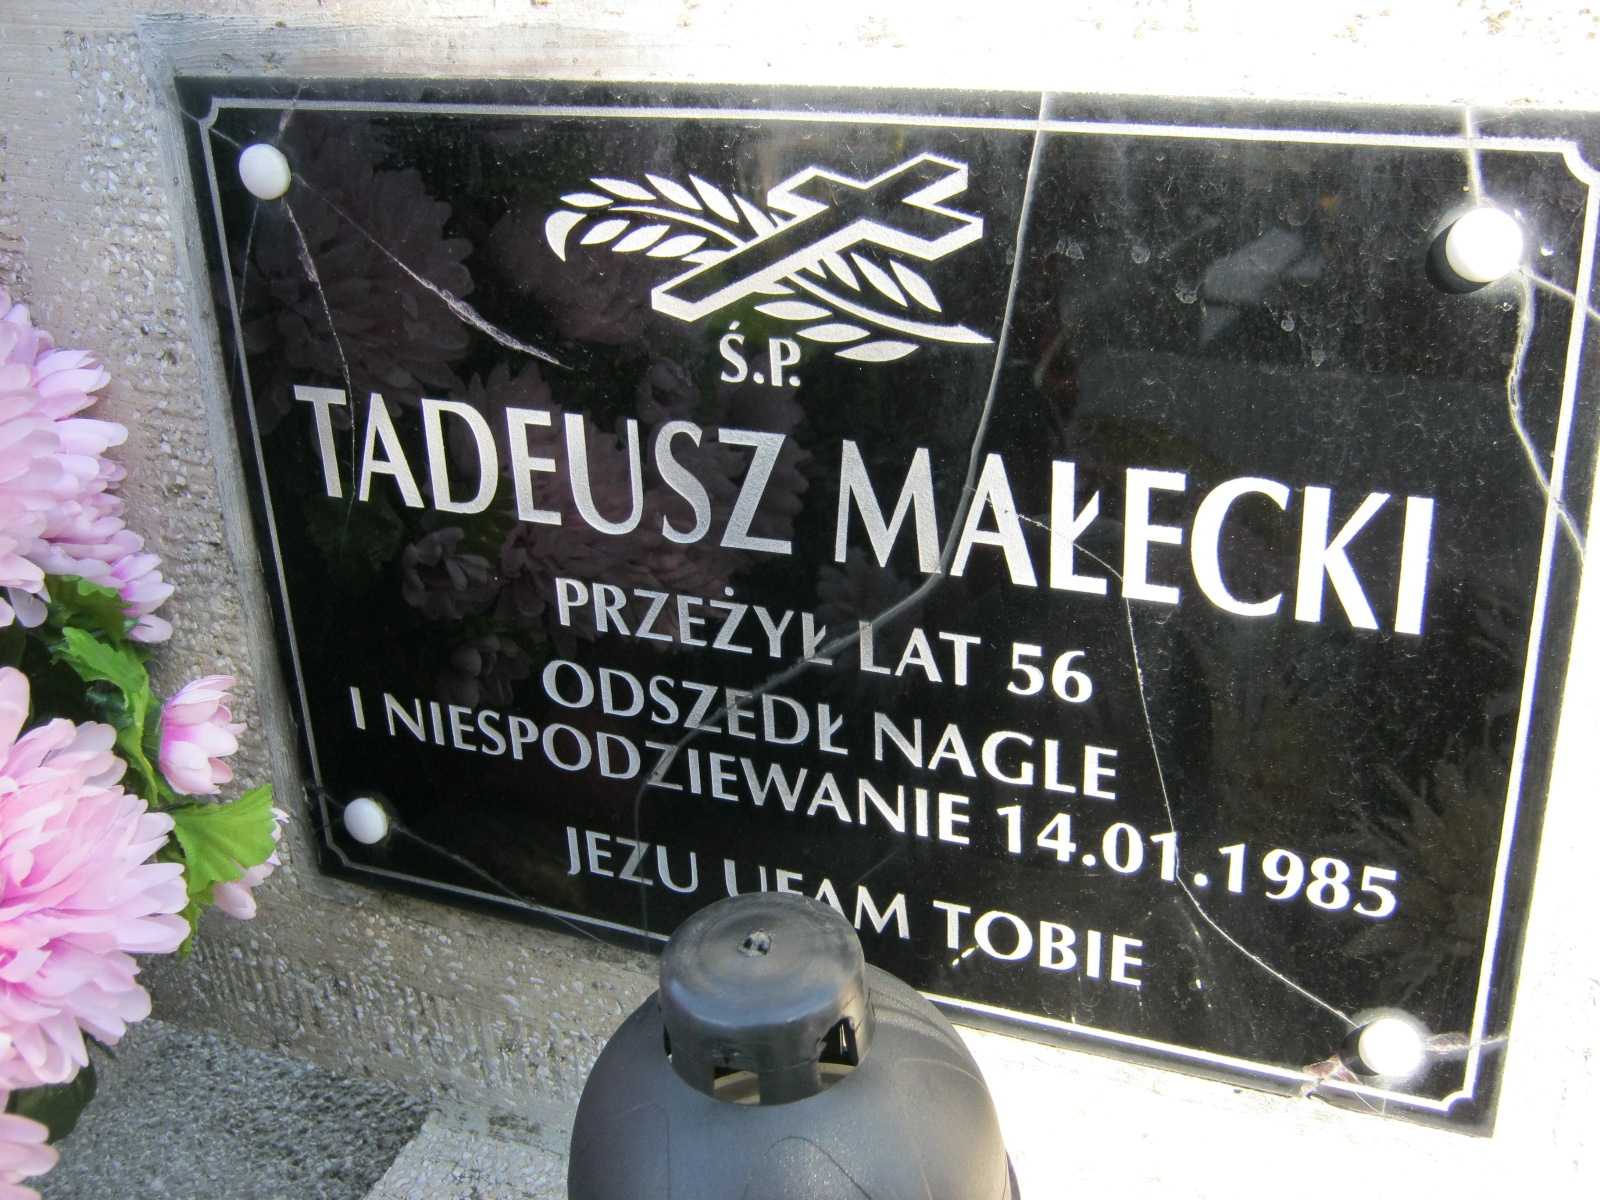 Ś.P.
TADEUSZ MAŁECKI
PRZEŻYŁ LAT 56
ODSZEDŁ NAGLE
I NIESPODZIEWANIE 14.01.1985
JEZU UFAM TOBIE